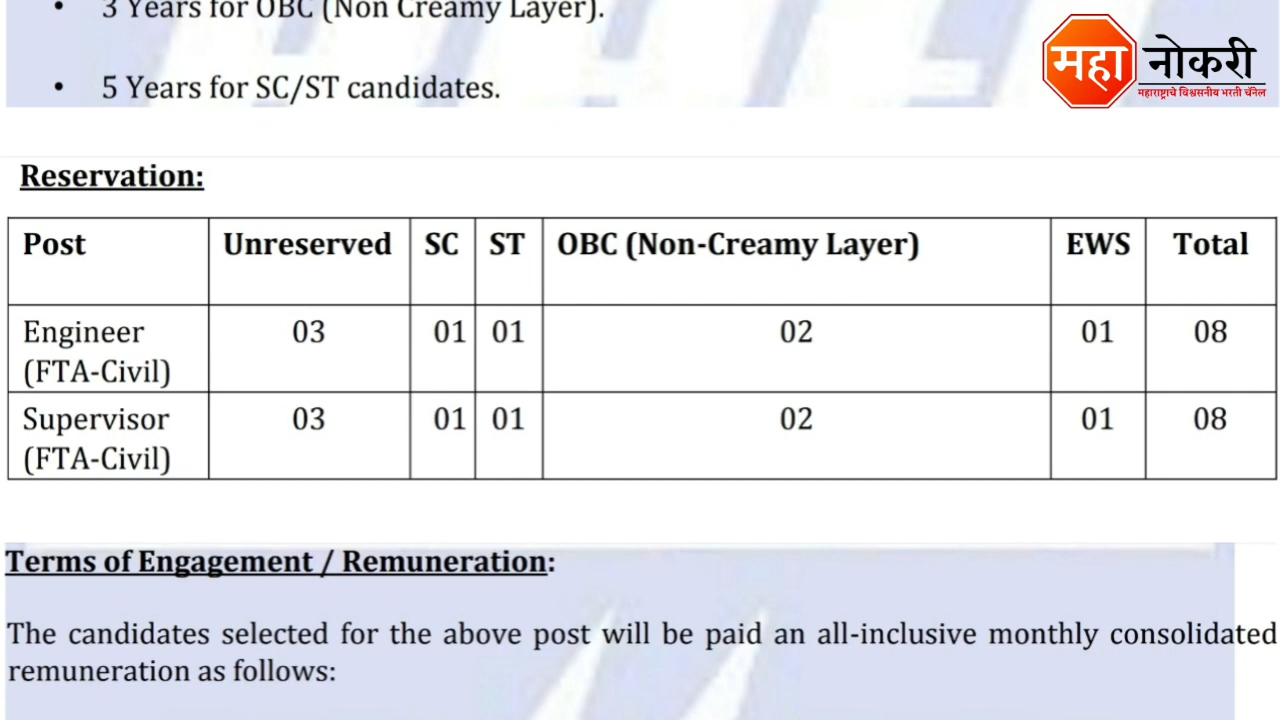 • 3 Years for OBC (Non Creamy Layer).
• 5 Years for SC/ST candidates.
महा नोकरी
महाराष्ट्राचे विश्वसनीय भरती चॅनेल
Reservation:
Post Unreserved SC ST OBC (Non-Creamy Layer) EWS Total
Engineer 03 01 01 02 01 08
(FTA-Civil)
Supervisor 03 01 01 02 01 08
(FTA-Civil)
Terms of Engagement / Remuneration:
The candidates selected for the above post will be paid an all-inclusive monthly consolidated
remuneration as follows: